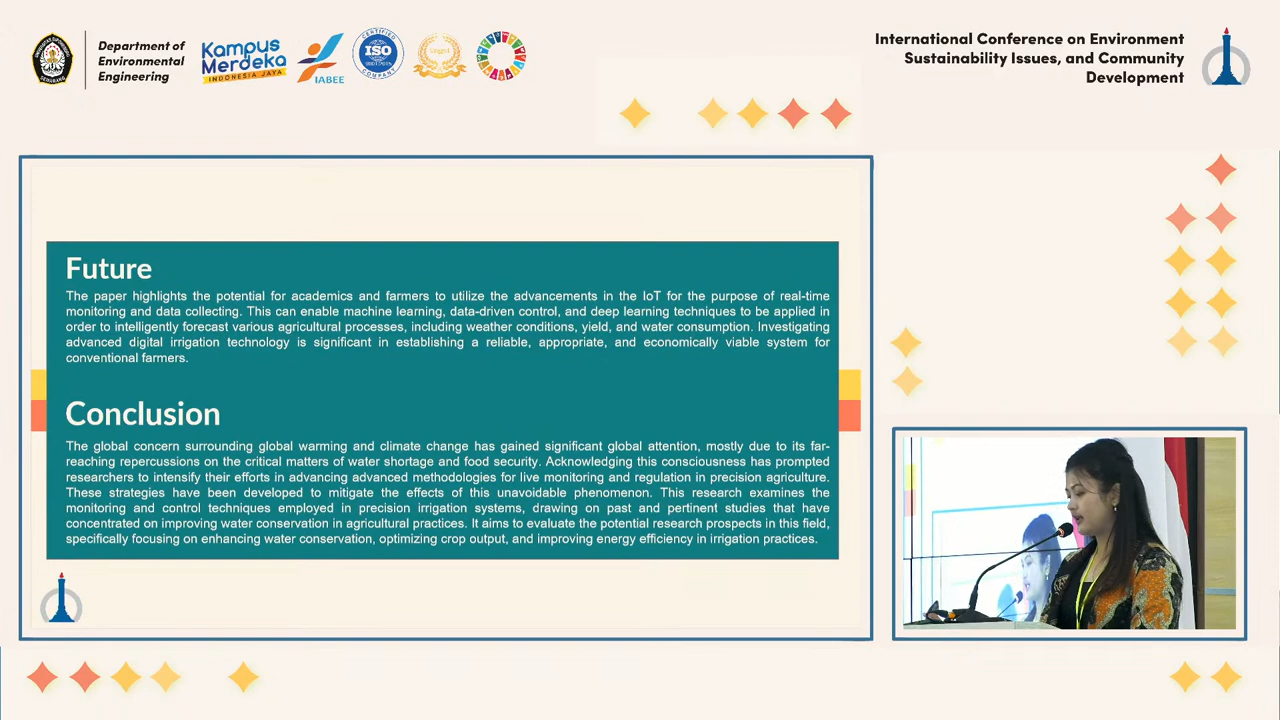 Department of
Environmental
Engineering
Kampus
Merdeka
INDONESIA JAYA
IABEE
CERTIFIED
ISO
COMPANY
International Conference on Environment
Sustainability Issues, and Community
Development
Future
The paper highlights the potential for academics and farmers to utilize the advancements in the IoT for the purpose of real-time
monitoring and data collecting. This can enable machine learning, data-driven control, and deep learning techniques to be applied in
order to intelligently forecast various agricultural processes, including weather conditions, yield, and water consumption. Investigating
advanced digital irrigation technology is significant in establishing a reliable, appropriate, and economically viable system for
conventional farmers.
Conclusion
The global concern surrounding global warming and climate change has gained significant global attention, mostly due to its far-
reaching repercussions on the critical matters of water shortage and food security. Acknowledging this consciousness has prompted
researchers to intensify their efforts in advancing advanced methodologies for live monitoring and regulation in precision agriculture.
These strategies have been developed to mitigate the effects of this unavoidable phenomenon. This research examines the
monitoring and control techniques employed in precision irrigation systems, drawing on past and pertinent studies that have
concentrated on improving water conservation in agricultural practices. It aims to evaluate the potential research prospects in this field,
specifically focusing on enhancing water conservation, optimizing crop output, and improving energy efficiency in irrigation practices.